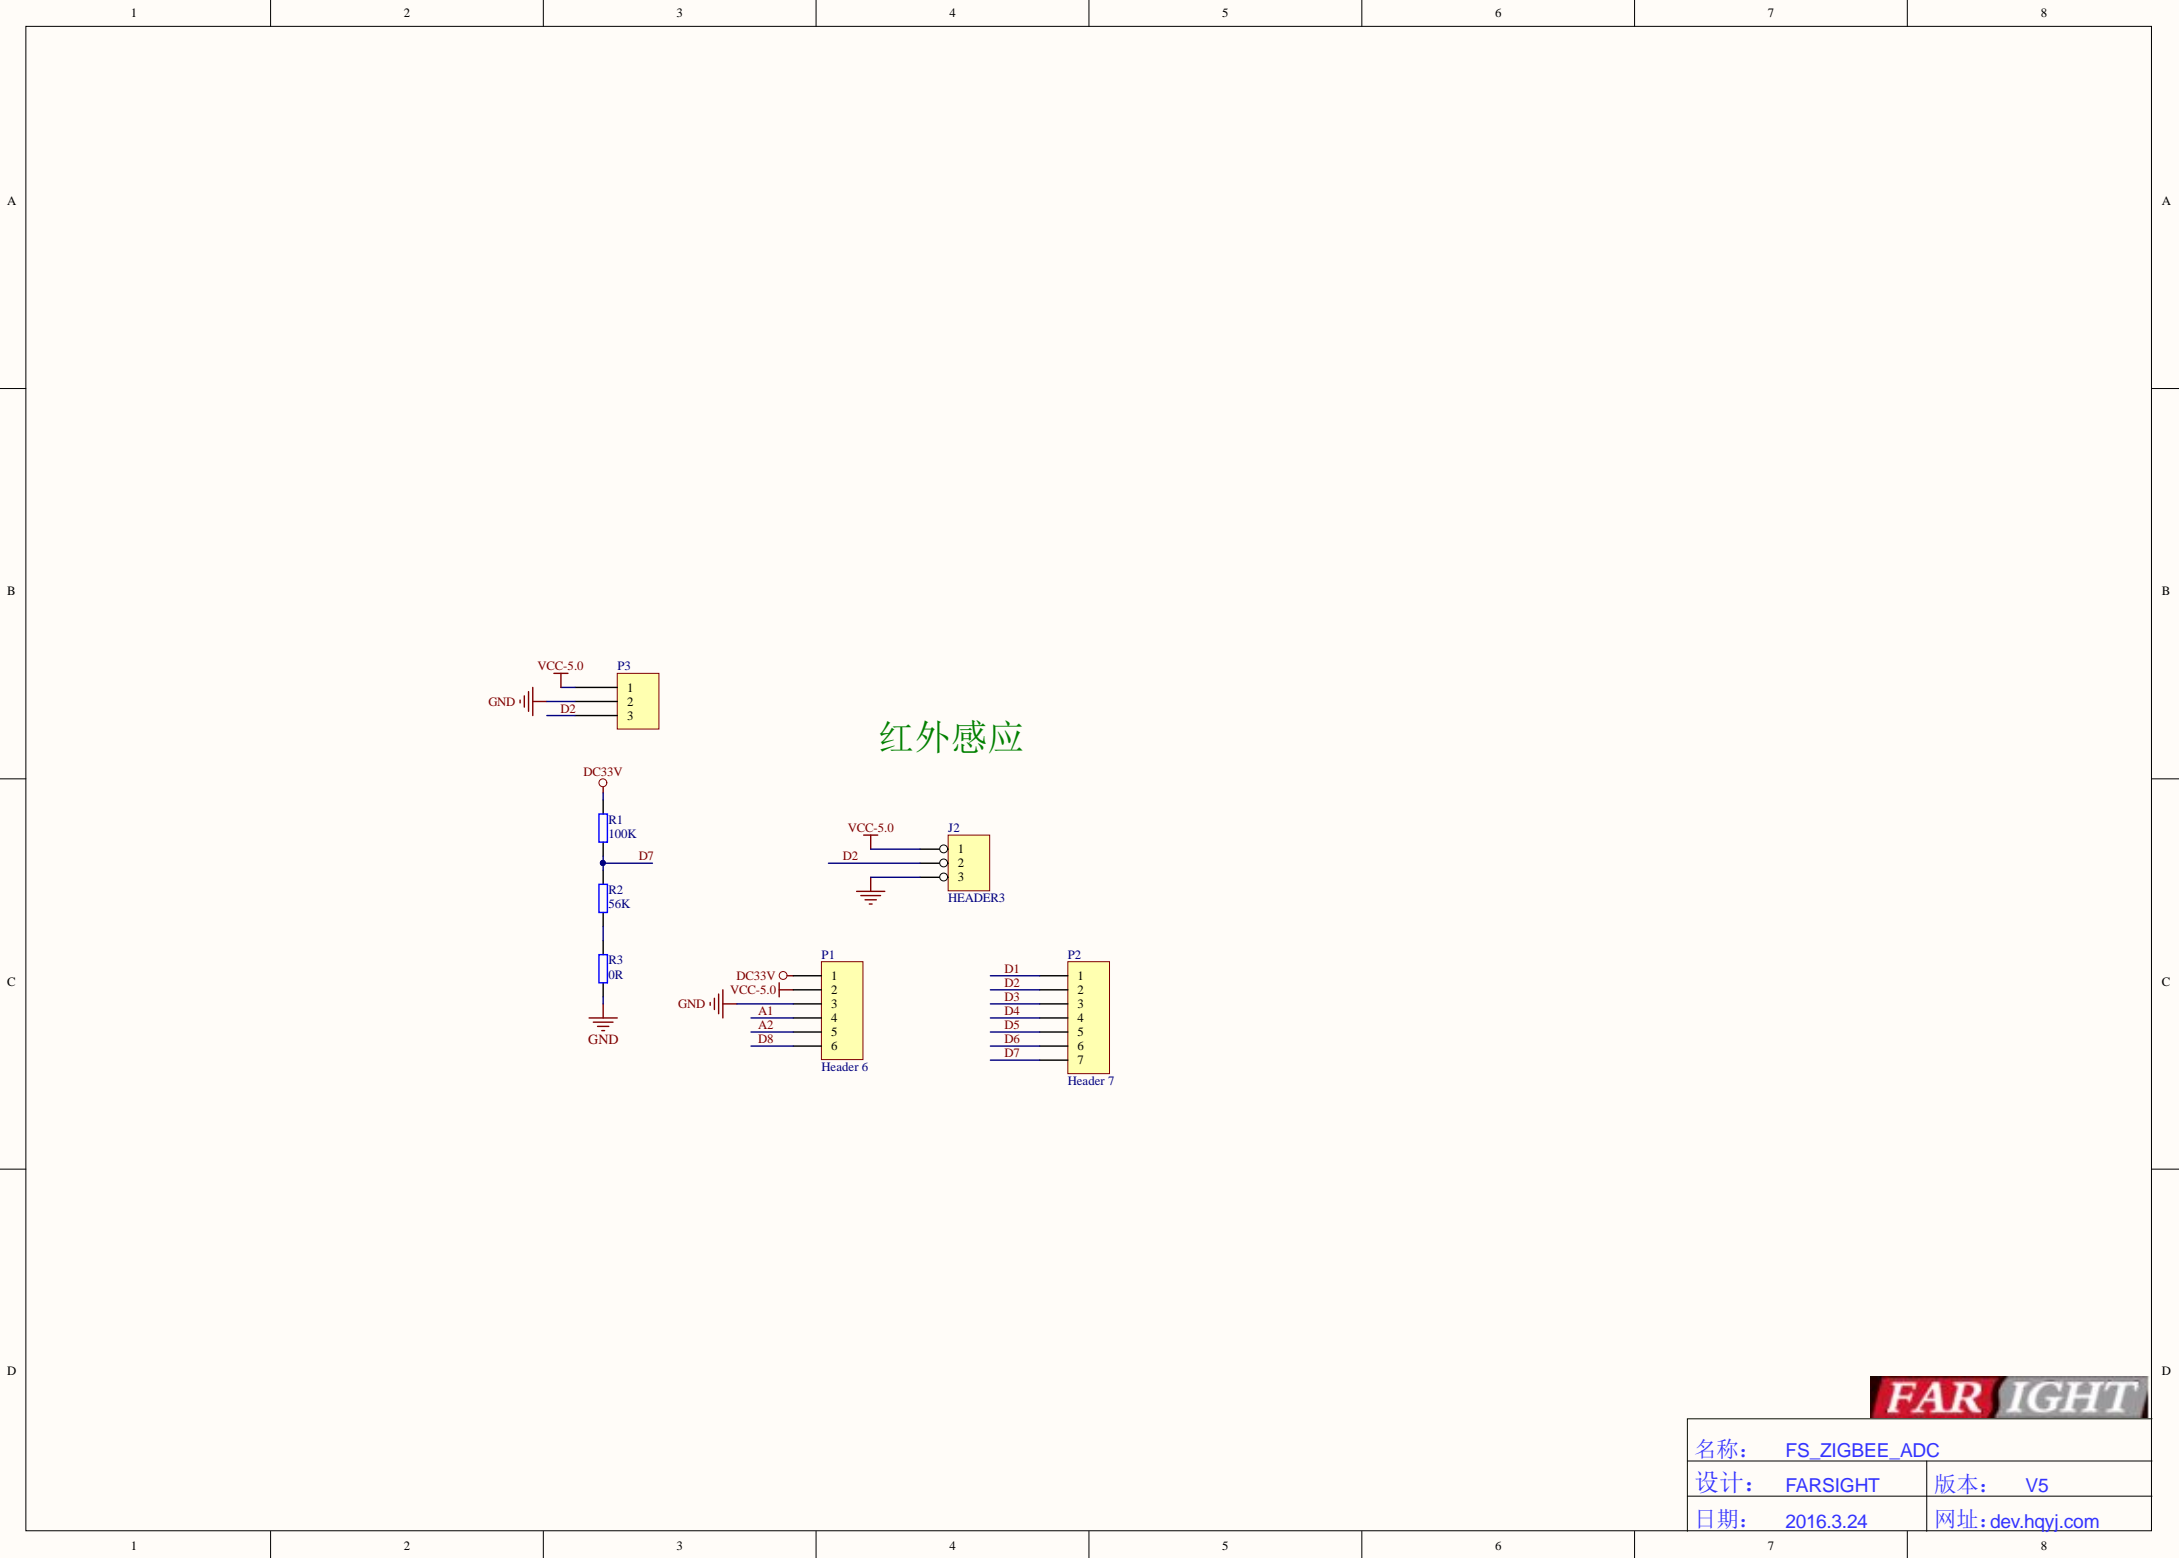 1 2 3 4 5 6 7 8
A A
B B
VCC-5.0 P3
1
GND 2
D2 3
红外感应
DC33V
R1
100K
D7
R2
56K
R3
0R
GND
VCC-5.0 J2
1
D2 2
3
HEADER3
P1
DC33V 1
VCC-5.0 2
GND 3
A1 4
A2 5
D8 6
Header 6
P2
D1 1
D2 2
D3 3
D4 4
D5 5
D6 6
D7 7
Header 7
C C
D D
FARSIGHT
名称： FS_ZIGBEE_ADC
设计： FARSIGHT 版本： V5
日期： 2016.3.24 网址：dev.hqyj.com
1 2 3 4 5 6 7 8